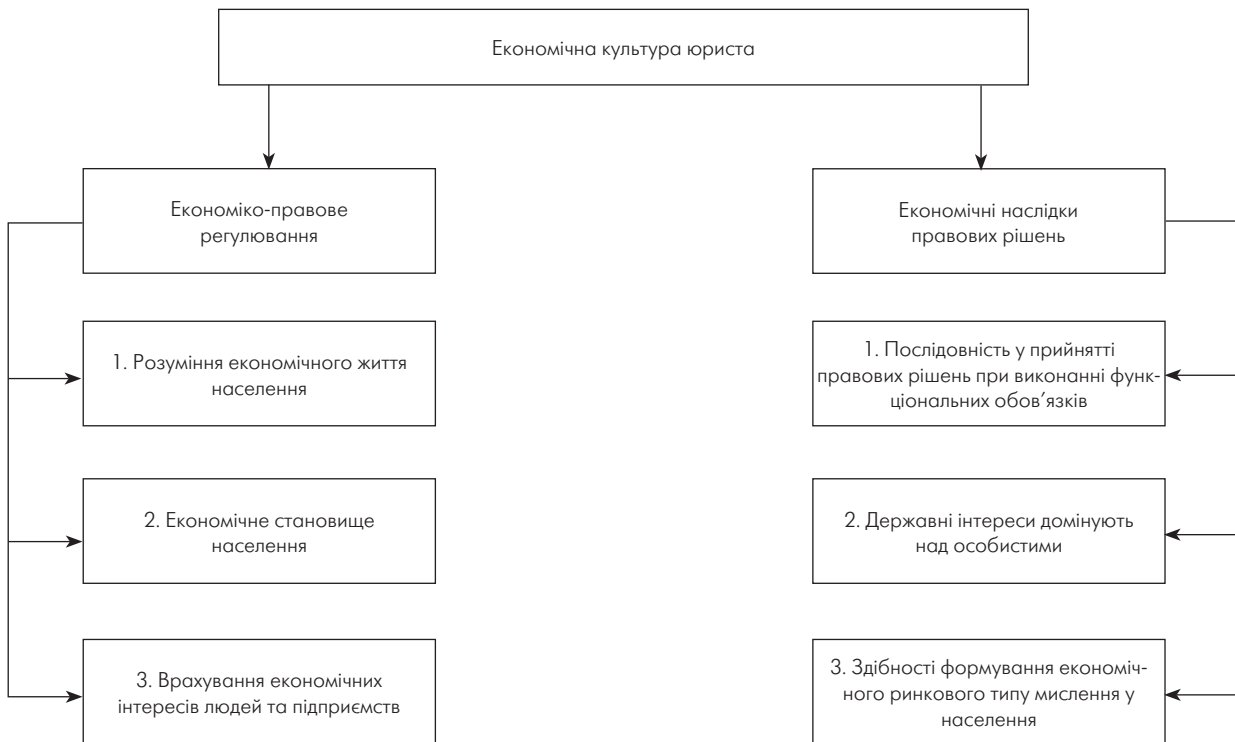 Економічна культура юриста
Економіко-правове
регулювання
Економічні наслідки
правових рішень
1. Розуміння економічного життя
населення
1. Послідовність у прийнятті
правових рішень при виконанні функ-
ціональних обов’язків
2. Економічне становище
населення
2. Державні інтереси домінують
над особистими
3. Врахування економічних
інтересів людей та підприємств
3. Здібності формування економіч-
ного ринкового типу мислення у
населення